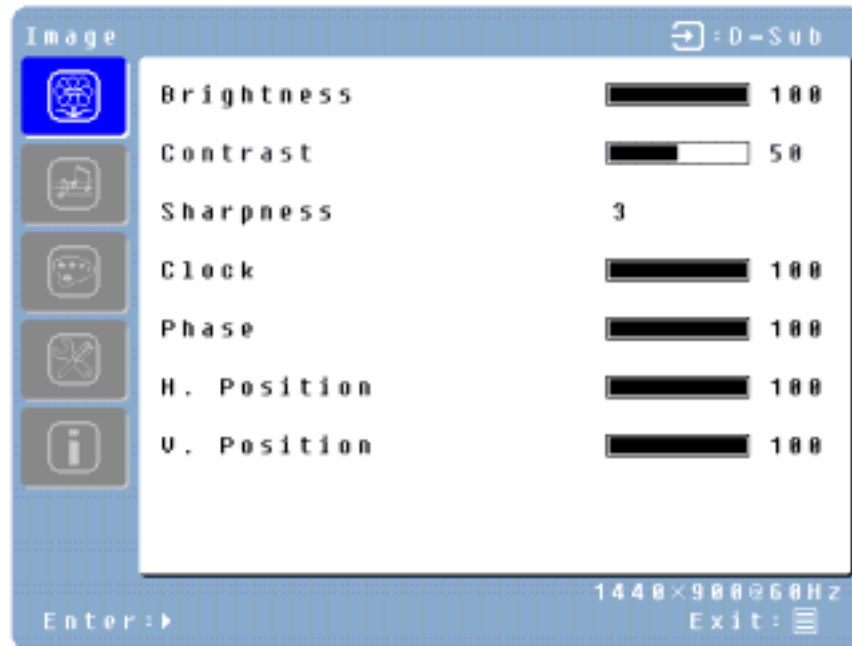 Image :D-Sub
Brightness 100
Contrast 50
Sharpness 3
Clock 100
Phase 100
H. Position 100
V. Position 100
1440×900@60Hz
Enter: Exit: